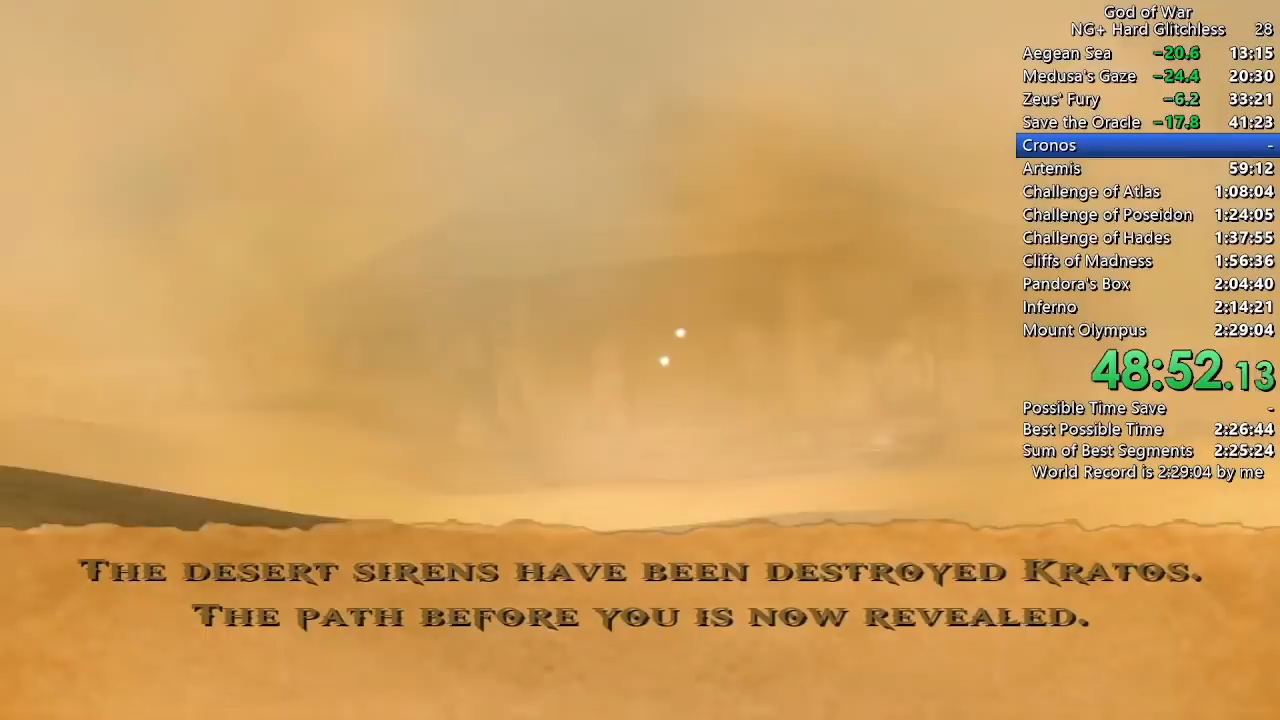 God of War
NG+ Hard Glitchless 28
Aegean Sea -20.6 13:15
Medusa's Gaze -24.4 20:30
Zeus' Fury -6.2 33:21
Save the Oracle -17.8 41:23
Cronos -
Artemis 59:12
Challenge of Atlas 1:08:04
Challenge of Poseidon 1:24:05
Challenge of Hades 1:37:55
Cliffs of Madness 1:56:36
Pandora's Box 2:04:40
Inferno 2:14:21
Mount Olympus 2:29:04
48:52.13
Possible Time Save -
Best Possible Time 2:26:44
Sum of Best Segments 2:25:24
World Record is 2:29:04 by me
The desert sirens have been destroyed Kratos.
The path before you is now revealed.